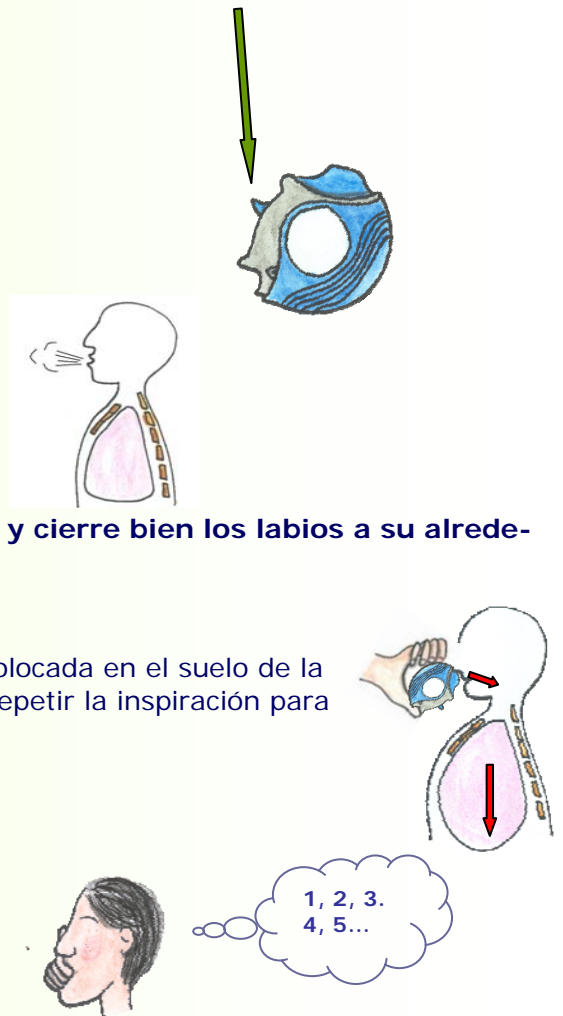 y cierre bien los labios a su alrede-
olocada en el suelo de la
epetir la inspiración para
1, 2, 3.
4, 5...